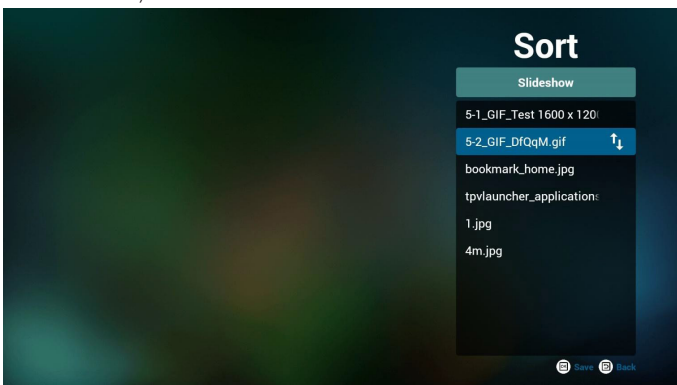 Sort
Slideshow
5-1_GIF_Test 1600 x 120
5-2_GIF_DfQqM.gif
bookmark_home.jpg
tpvlauncher_applications
1.jpg
4m.jpg
Save Back